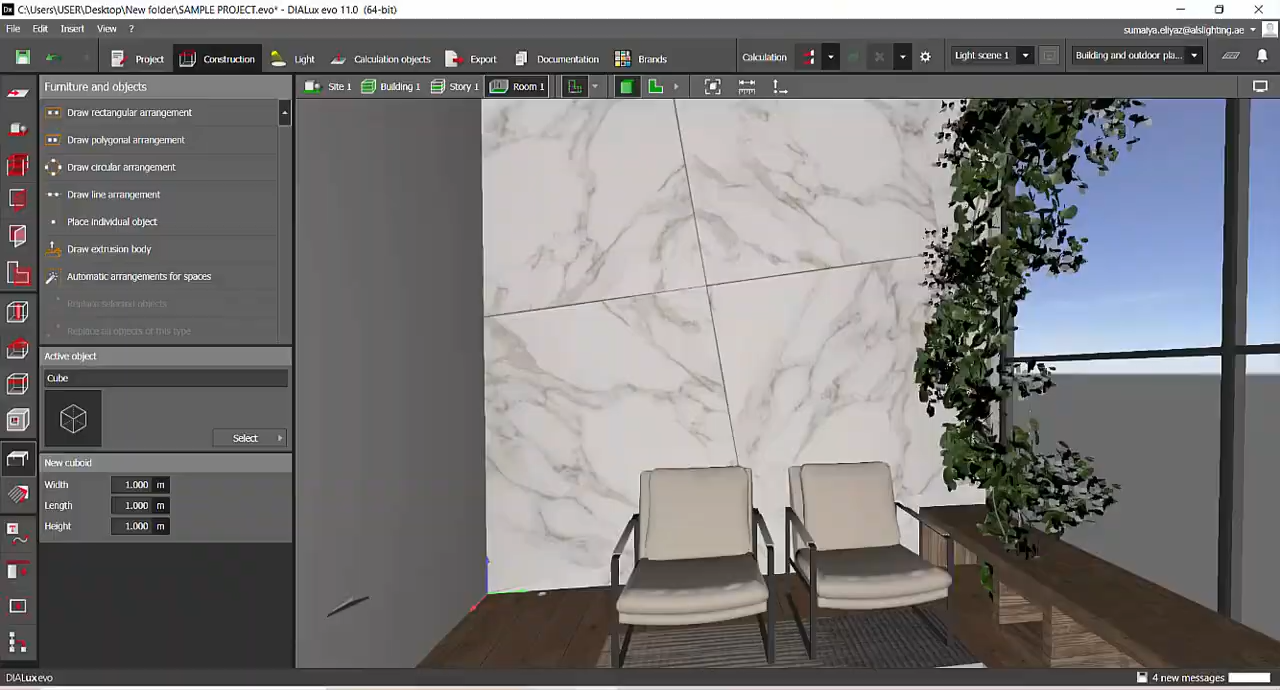 C:\Users\USER\Desktop\New folder\SAMPLE PROJECT.evo* - DIALux evo 11.0 (64-bit)
File Edit Insert View ?
sumaiya.eliyaz@alslighting.ae
Project Construction Light Calculation objects Export Documentation Brands Calculation Light scene 1 Building and outdoor pla...
Furniture and objects
Site 1 Building 1 Story 1 Room 1
Draw rectangular arrangement
Draw polygonal arrangement
Draw circular arrangement
Draw line arrangement
Place individual object
Draw extrusion body
Automatic arrangements for spaces
Replace selected objects
Replace all objects of this type
Active object
Cube
Select
New cuboid
Width 1.000 m
Length 1.000 m
Height 1.000 m
DIALux evo
4 new messages